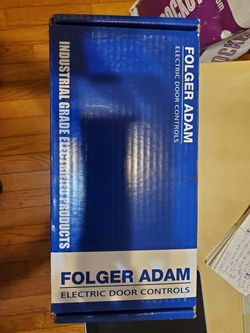 FOLGER ADAM
ELECTRIC DOOR CONTROLS
INDUSTRIAL GRADE ELECTRIFIED PRODUCTS
FOLGER ADAM
ELECTRIC DOOR CONTROLS